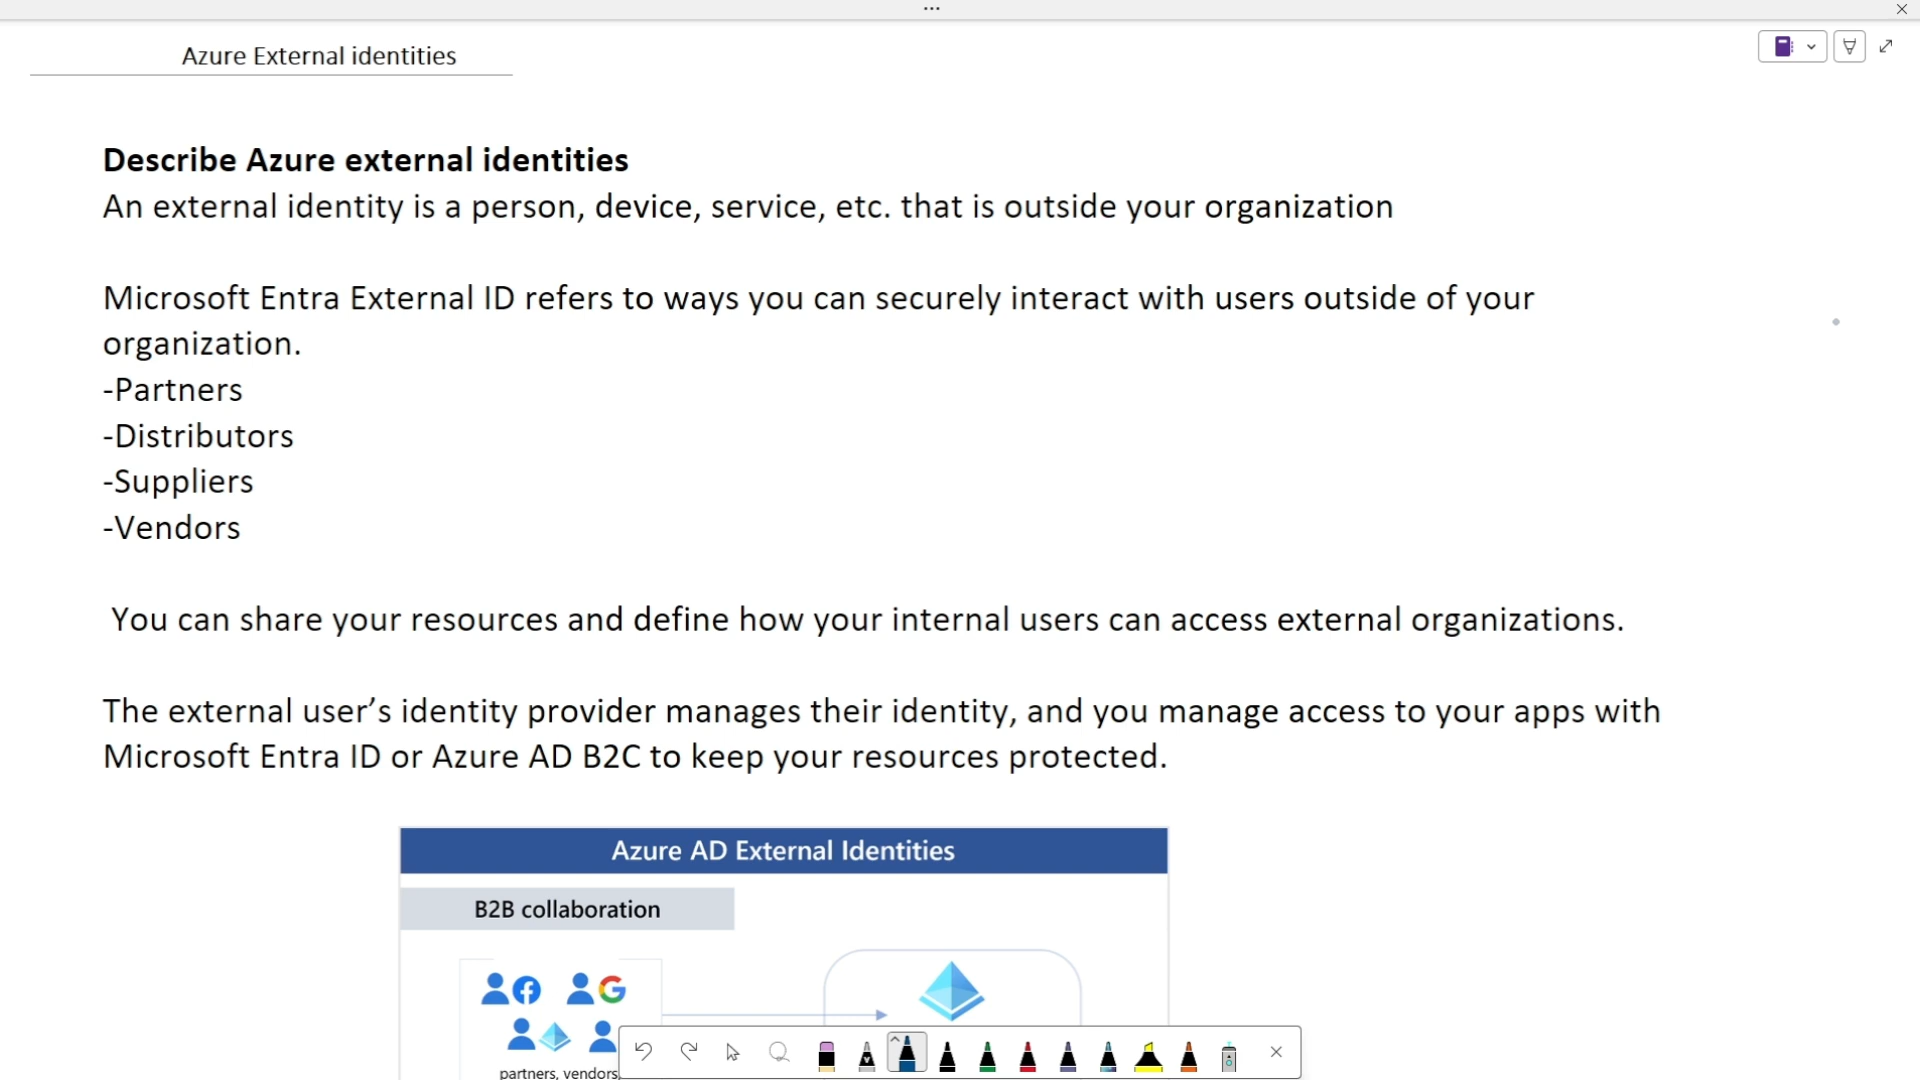 Azure External identities
Describe Azure external identities
An external identity is a person, device, service, etc. that is outside your organization
Microsoft Entra External ID refers to ways you can securely interact with users outside of your
organization.
-Partners
-Distributors
-Suppliers
-Vendors
You can share your resources and define how your internal users can access external organizations.
The external user’s identity provider manages their identity, and you manage access to your apps with
Microsoft Entra ID or Azure AD B2C to keep your resources protected.
Azure AD External Identities
B2B collaboration
partners, vendors,